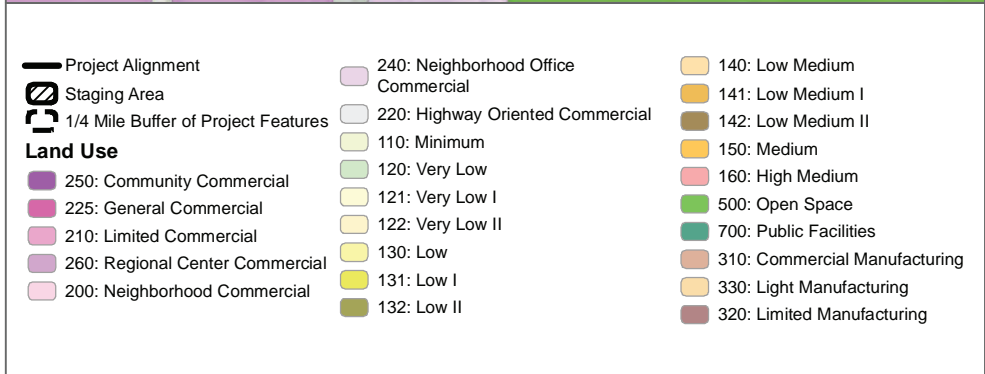 Project Alignment
Staging Area
1/4 Mile Buffer of Project Features
Land Use
250: Community Commercial
225: General Commercial
210: Limited Commercial
260: Regional Center Commercial
200: Neighborhood Commercial
240: Neighborhood Office
Commercial
220: Highway Oriented Commercial
110: Minimum
120: Very Low
121: Very Low I
122: Very Low II
130: Low
131: Low I
132: Low II
140: Low Medium
141: Low Medium I
142: Low Medium II
150: Medium
160: High Medium
500: Open Space
700: Public Facilities
310: Commercial Manufacturing
330: Light Manufacturing
320: Limited Manufacturing